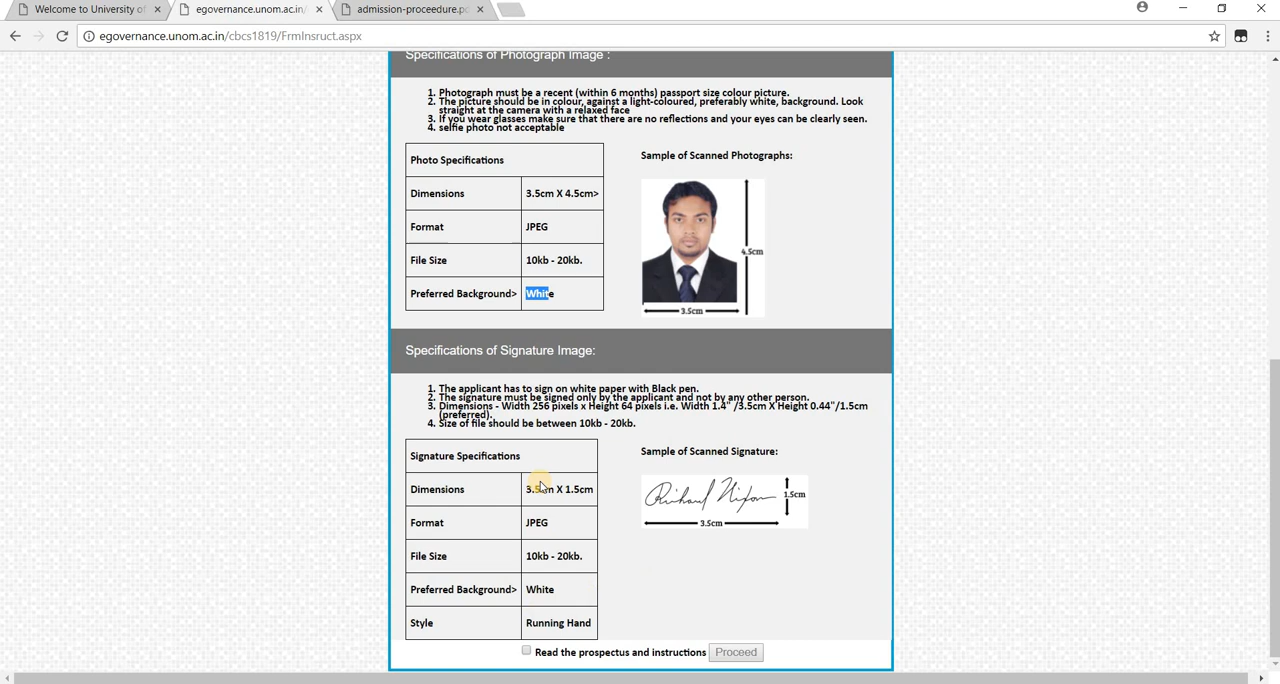 Welcome to University of
egovernance.unom.ac.in/
admission-proceedure.pd
egovernance.unom.ac.in/cbcs1819/FrmInsruct.aspx
Specifications of Photograph Image :
1. Photograph must be a recent (within 6 months) passport size colour picture.
2. The picture should be in colour, against a light-coloured, preferably white, background. Look
straight at the camera with a relaxed face
3. If you wear glasses make sure that there are no reflections and your eyes can be clearly seen.
4. selfie photo not acceptable
Photo Specifications
Dimensions 3.5cm X 4.5cm>
Format JPEG
File Size 10kb - 20kb.
Preferred Background> White
Sample of Scanned Photographs:
4.5cm
3.5cm
Specifications of Signature Image:
1. The applicant has to sign on white paper with Black pen.
2. The signature must be signed only by the applicant and not by any other person.
3. Dimensions - Width 256 pixels x Height 64 pixels i.e. Width 1.4" /3.5cm X Height 0.44"/1.5cm
(preferred).
4. Size of file should be between 10kb - 20kb.
Signature Specifications
Dimensions 3.5cm X 1.5cm
Format JPEG
File Size 10kb - 20kb.
Preferred Background> White
Style Running Hand
Sample of Scanned Signature:
Richard Nixon
1.5cm
3.5cm
Read the prospectus and instructions Proceed